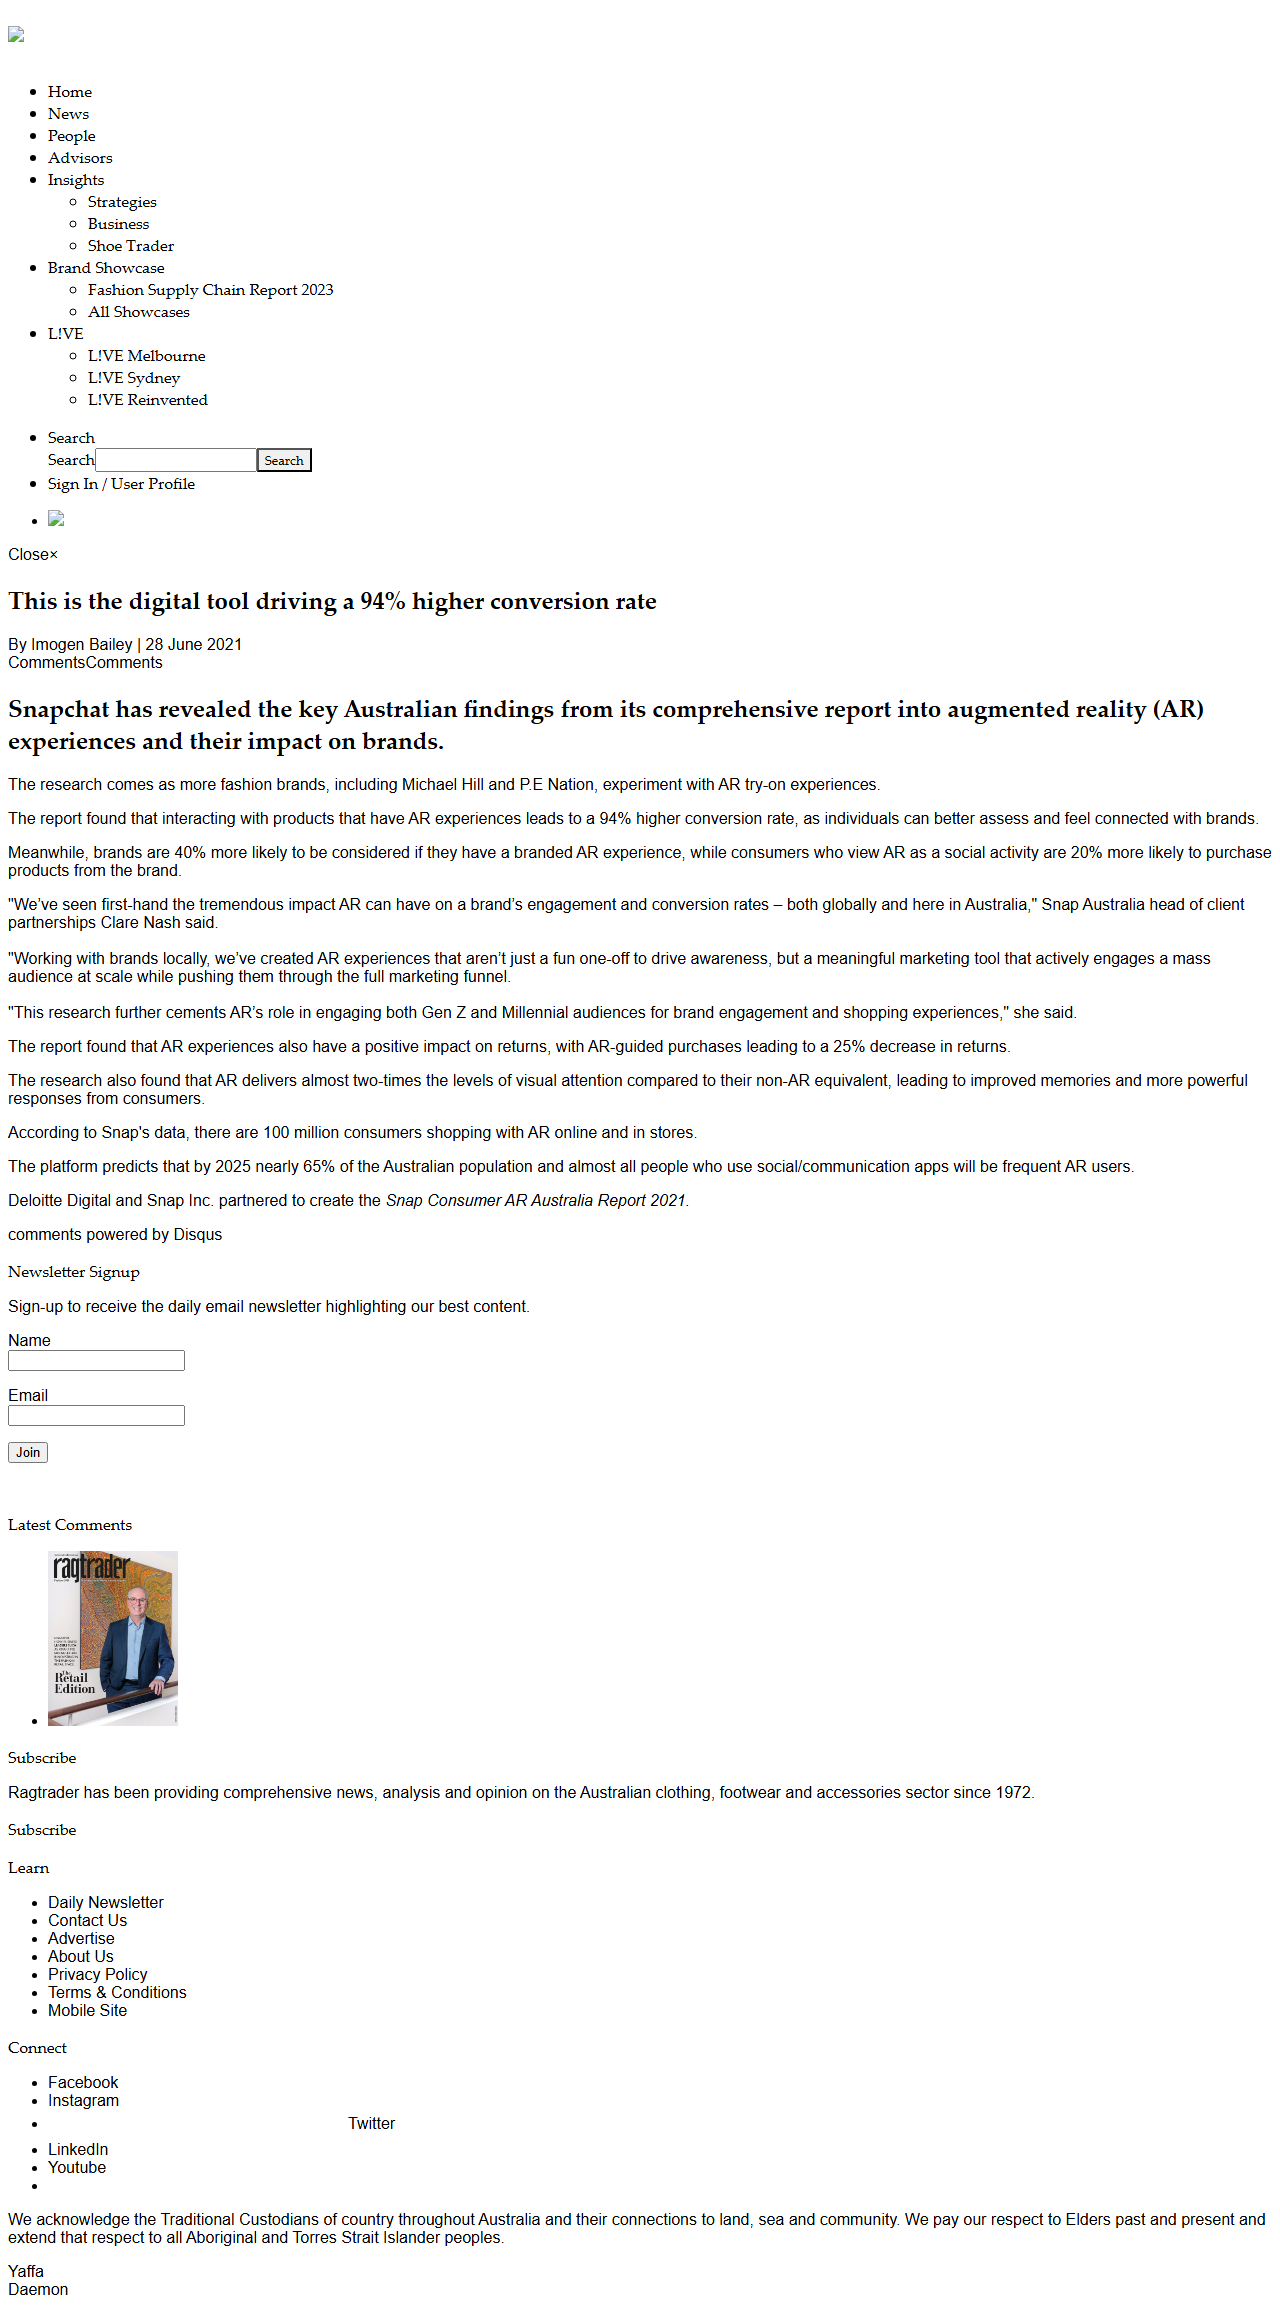 Home
News
People
Advisors
Insights
Strategies
Business
Shoe Trader
Brand Showcase
Fashion Supply Chain Report 2023
All Showcases
L!VE
L!VE Melbourne
L!VE Sydney
L!VE Reinvented
Search
Search Search
Sign In / User Profile
Close×
This is the digital tool driving a 94% higher conversion rate
By Imogen Bailey | 28 June 2021
CommentsComments
Snapchat has revealed the key Australian findings from its comprehensive report into augmented reality (AR)
experiences and their impact on brands.
The research comes as more fashion brands, including Michael Hill and P.E Nation, experiment with AR try-on experiences.
The report found that interacting with products that have AR experiences leads to a 94% higher conversion rate, as individuals can better assess and feel connected with brands.
Meanwhile, brands are 40% more likely to be considered if they have a branded AR experience, while consumers who view AR as a social activity are 20% more likely to purchase
products from the brand.
"We’ve seen first-hand the tremendous impact AR can have on a brand’s engagement and conversion rates – both globally and here in Australia," Snap Australia head of client
partnerships Clare Nash said.
"Working with brands locally, we’ve created AR experiences that aren’t just a fun one-off to drive awareness, but a meaningful marketing tool that actively engages a mass
audience at scale while pushing them through the full marketing funnel.
"This research further cements AR’s role in engaging both Gen Z and Millennial audiences for brand engagement and shopping experiences," she said.
The report found that AR experiences also have a positive impact on returns, with AR-guided purchases leading to a 25% decrease in returns.
The research also found that AR delivers almost two-times the levels of visual attention compared to their non-AR equivalent, leading to improved memories and more powerful
responses from consumers.
According to Snap's data, there are 100 million consumers shopping with AR online and in stores.
The platform predicts that by 2025 nearly 65% of the Australian population and almost all people who use social/communication apps will be frequent AR users.
Deloitte Digital and Snap Inc. partnered to create the Snap Consumer AR Australia Report 2021.
comments powered by Disqus
Newsletter Signup
Sign-up to receive the daily email newsletter highlighting our best content.
Name
Email
Join
Latest Comments
ragtrader
The
Retail
Edition
Subscribe
Ragtrader has been providing comprehensive news, analysis and opinion on the Australian clothing, footwear and accessories sector since 1972.
Subscribe
Learn
Daily Newsletter
Contact Us
Advertise
About Us
Privacy Policy
Terms & Conditions
Mobile Site
Connect
Facebook
Instagram
Twitter
LinkedIn
Youtube
We acknowledge the Traditional Custodians of country throughout Australia and their connections to land, sea and community. We pay our respect to Elders past and present and
extend that respect to all Aboriginal and Torres Strait Islander peoples.
Yaffa
Daemon